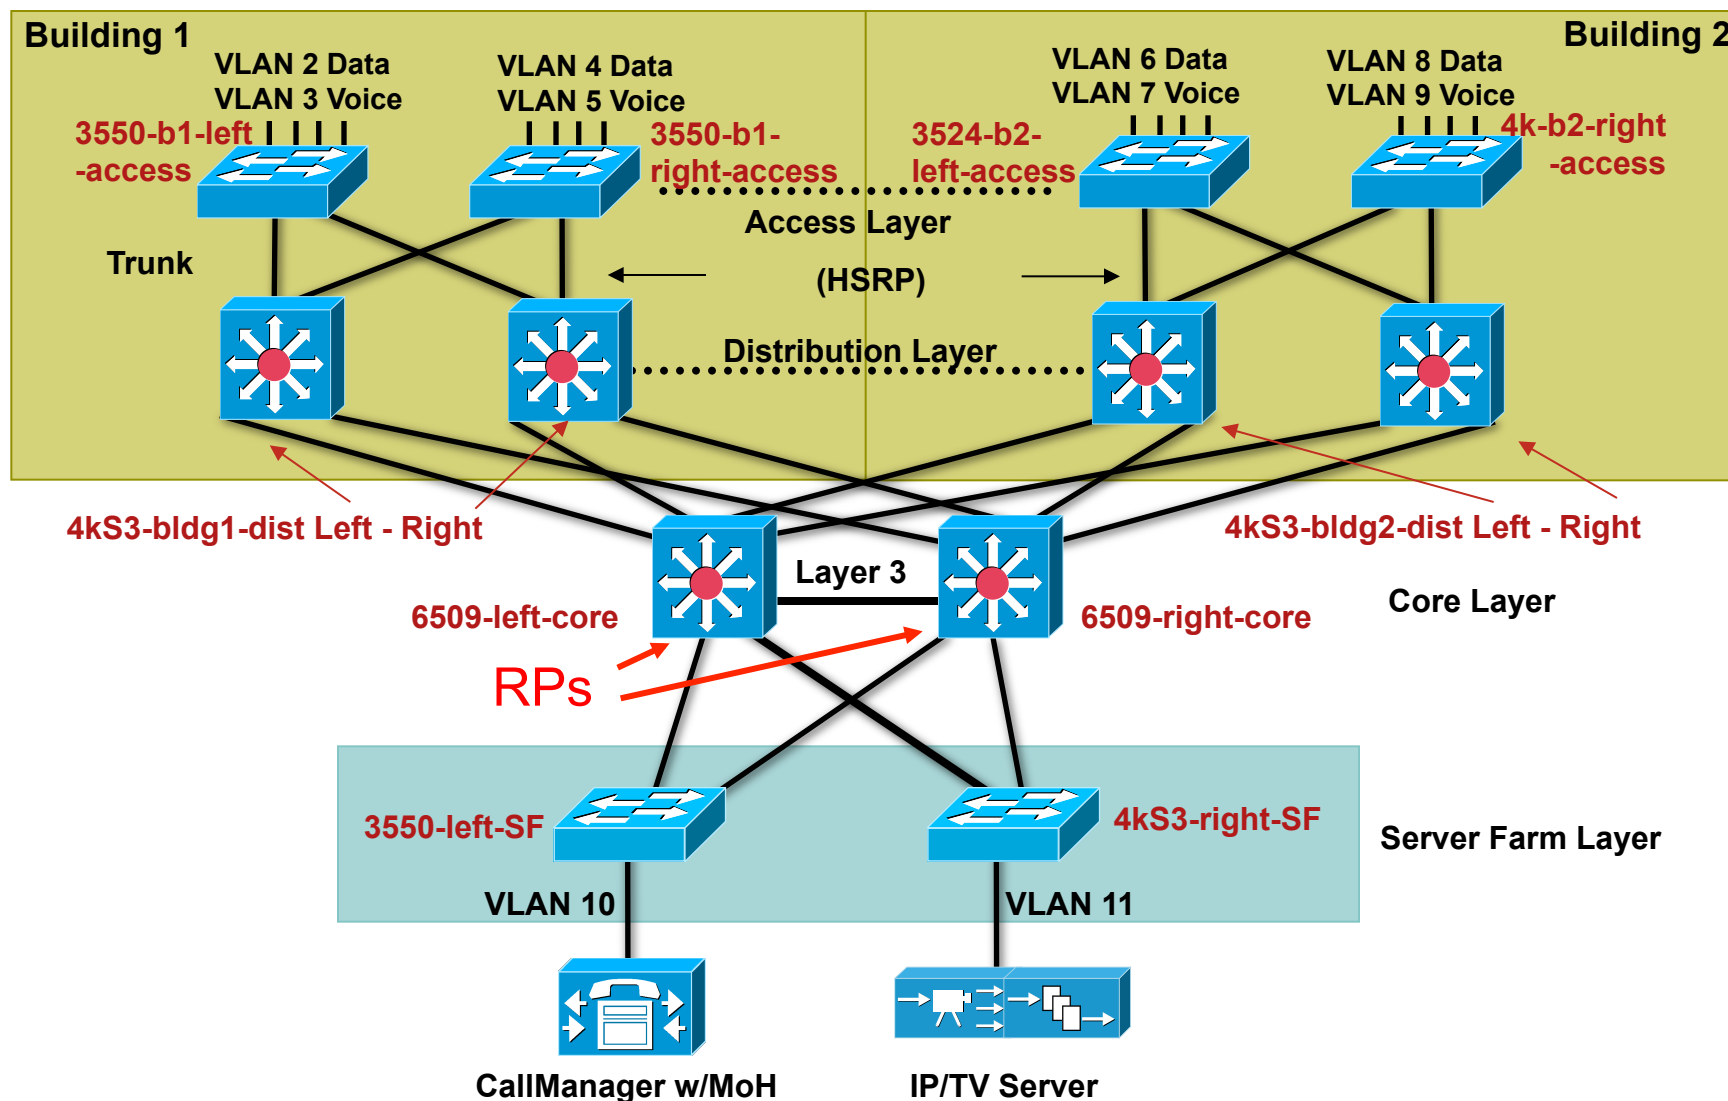 Building 1
Building 2
VLAN 2 Data
VLAN 3 Voice
VLAN 4 Data
VLAN 5 Voice
VLAN 6 Data
VLAN 7 Voice
VLAN 8 Data
VLAN 9 Voice
3550-b1-left
-access
3550-b1-
right-access
3524-b2-
left-access
4k-b2-right
-access
Access Layer
Trunk
(HSRP)
Distribution Layer
4kS3-bldg1-dist Left - Right
4kS3-bldg2-dist Left - Right
Layer 3
Core Layer
6509-left-core
6509-right-core
RPs
3550-left-SF
4kS3-right-SF
Server Farm Layer
VLAN 10
VLAN 11
CallManager w/MoH
IP/TV Server